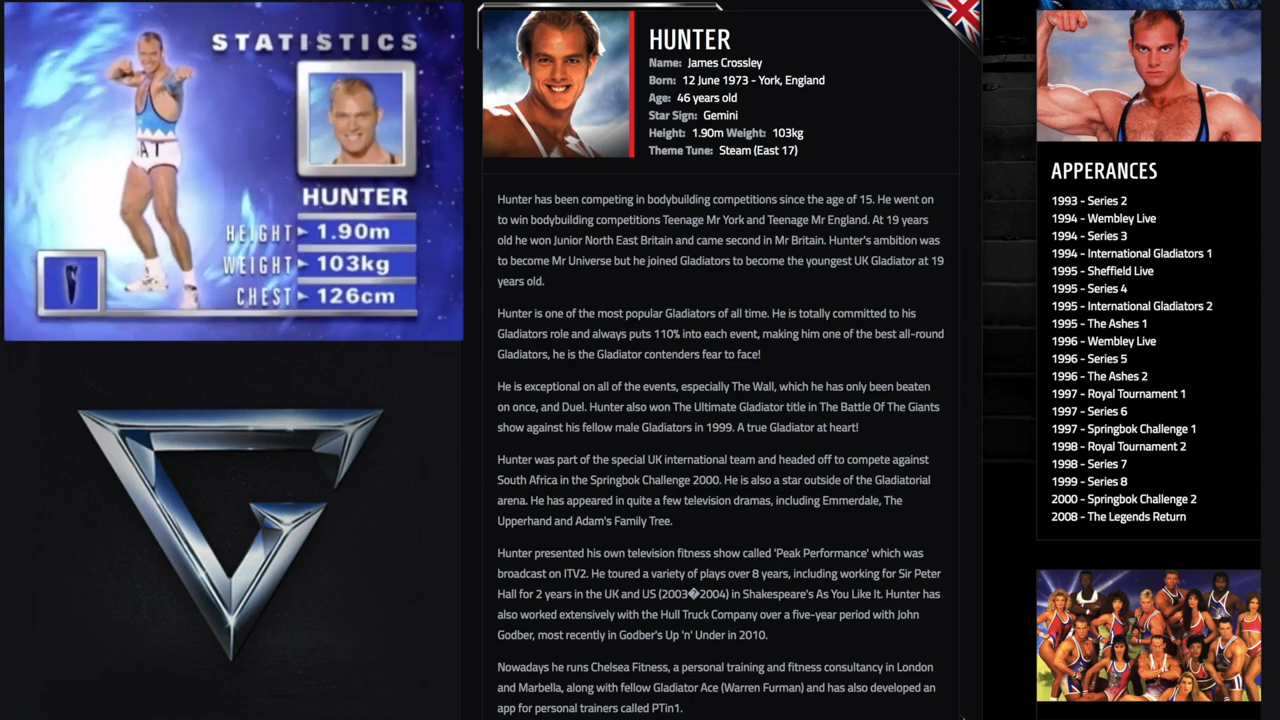 STATISTICS
AT
HUNTER
HEIGHT 1.90m
WEIGHT 103kg
CHEST 126cm
HUNTER
Name: James Crossley
Born: 12 June 1973 - York, England
Age: 46 years old
Star Sign: Gemini
Height: 1.90m Weight: 103kg
Theme Tune: Steam (East 17)
Hunter has been competing in bodybuilding competitions since the age of 15. He went on
to win bodybuilding competitions Teenage Mr York and Teenage Mr England. At 19 years
old he won Junior North East Britain and came second in Mr Britain. Hunter's ambition was
to become Mr Universe but he joined Gladiators to become the youngest UK Gladiator at 19
years old.
Hunter is one of the most popular Gladiators of all time. He is totally committed to his
Gladiators role and always puts 110% into each event, making him one of the best all-round
Gladiators, he is the Gladiator contenders fear to face!
He is exceptional on all of the events, especially The Wall, which he has only been beaten
on once, and Duel. Hunter also won The Ultimate Gladiator title in The Battle Of The Giants
show against his fellow male Gladiators in 1999. A true Gladiator at heart!
Hunter was part of the special UK international team and headed off to compete against
South Africa in the Springbok Challenge 2000. He is also a star outside of the Gladiatorial
arena. He has appeared in quite a few television dramas, including Emmerdale, The
Upperhand and Adam's Family Tree.
Hunter presented his own television fitness show called 'Peak Performance' which was
broadcast on ITV2. He toured a variety of plays over 8 years, including working for Sir Peter
Hall for 2 years in the UK and US (2003�2004) in Shakespeare's As You Like It. Hunter has
also worked extensively with the Hull Truck Company over a five-year period with John
Godber, most recently in Godber's Up 'n' Under in 2010.
Nowadays he runs Chelsea Fitness, a personal training and fitness consultancy in London
and Marbella, along with fellow Gladiator Ace (Warren Furman) and has also developed an
app for personal trainers called PTin1.
APPERANCES
1993 - Series 2
1994 - Wembley Live
1994 - Series 3
1994 - International Gladiators 1
1995 - Sheffield Live
1995 - Series 4
1995 - International Gladiators 2
1995 - The Ashes 1
1996 - Wembley Live
1996 - Series 5
1996 - The Ashes 2
1997 - Royal Tournament 1
1997 - Series 6
1997 - Springbok Challenge 1
1998 - Royal Tournament 2
1998 - Series 7
1999 - Series 8
2000 - Springbok Challenge 2
2008 - The Legends Return